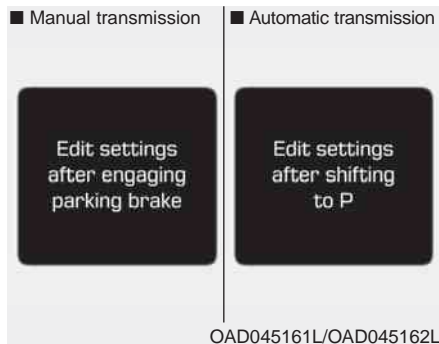 ■ Manual transmission
■ Automatic transmission
Edit settings
after engaging
parking brake
Edit settings
after shifting
to P
OAD045161L/OAD045162L